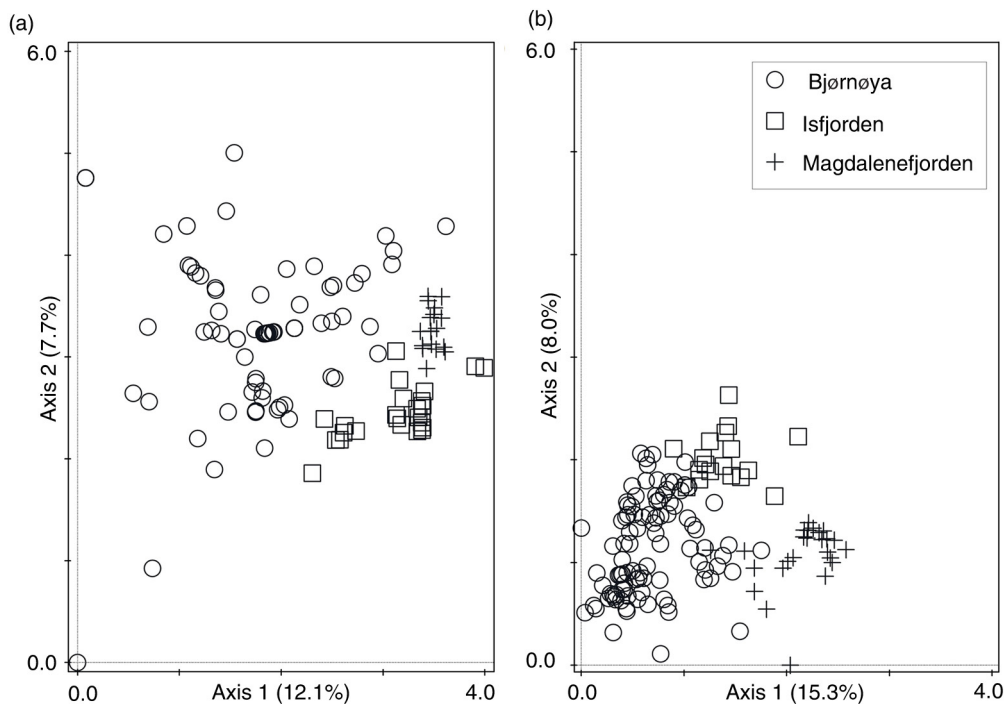 (a)
6.0
Axis 2 (7.7%)
0.0
0.0
Axis 1 (12.1%)
4.0
(b)
6.0
Bjørnøya
Isfjorden
Magdalenefjorden
Axis 2 (8.0%)
0.0
0.0
Axis 1 (15.3%)
4.0